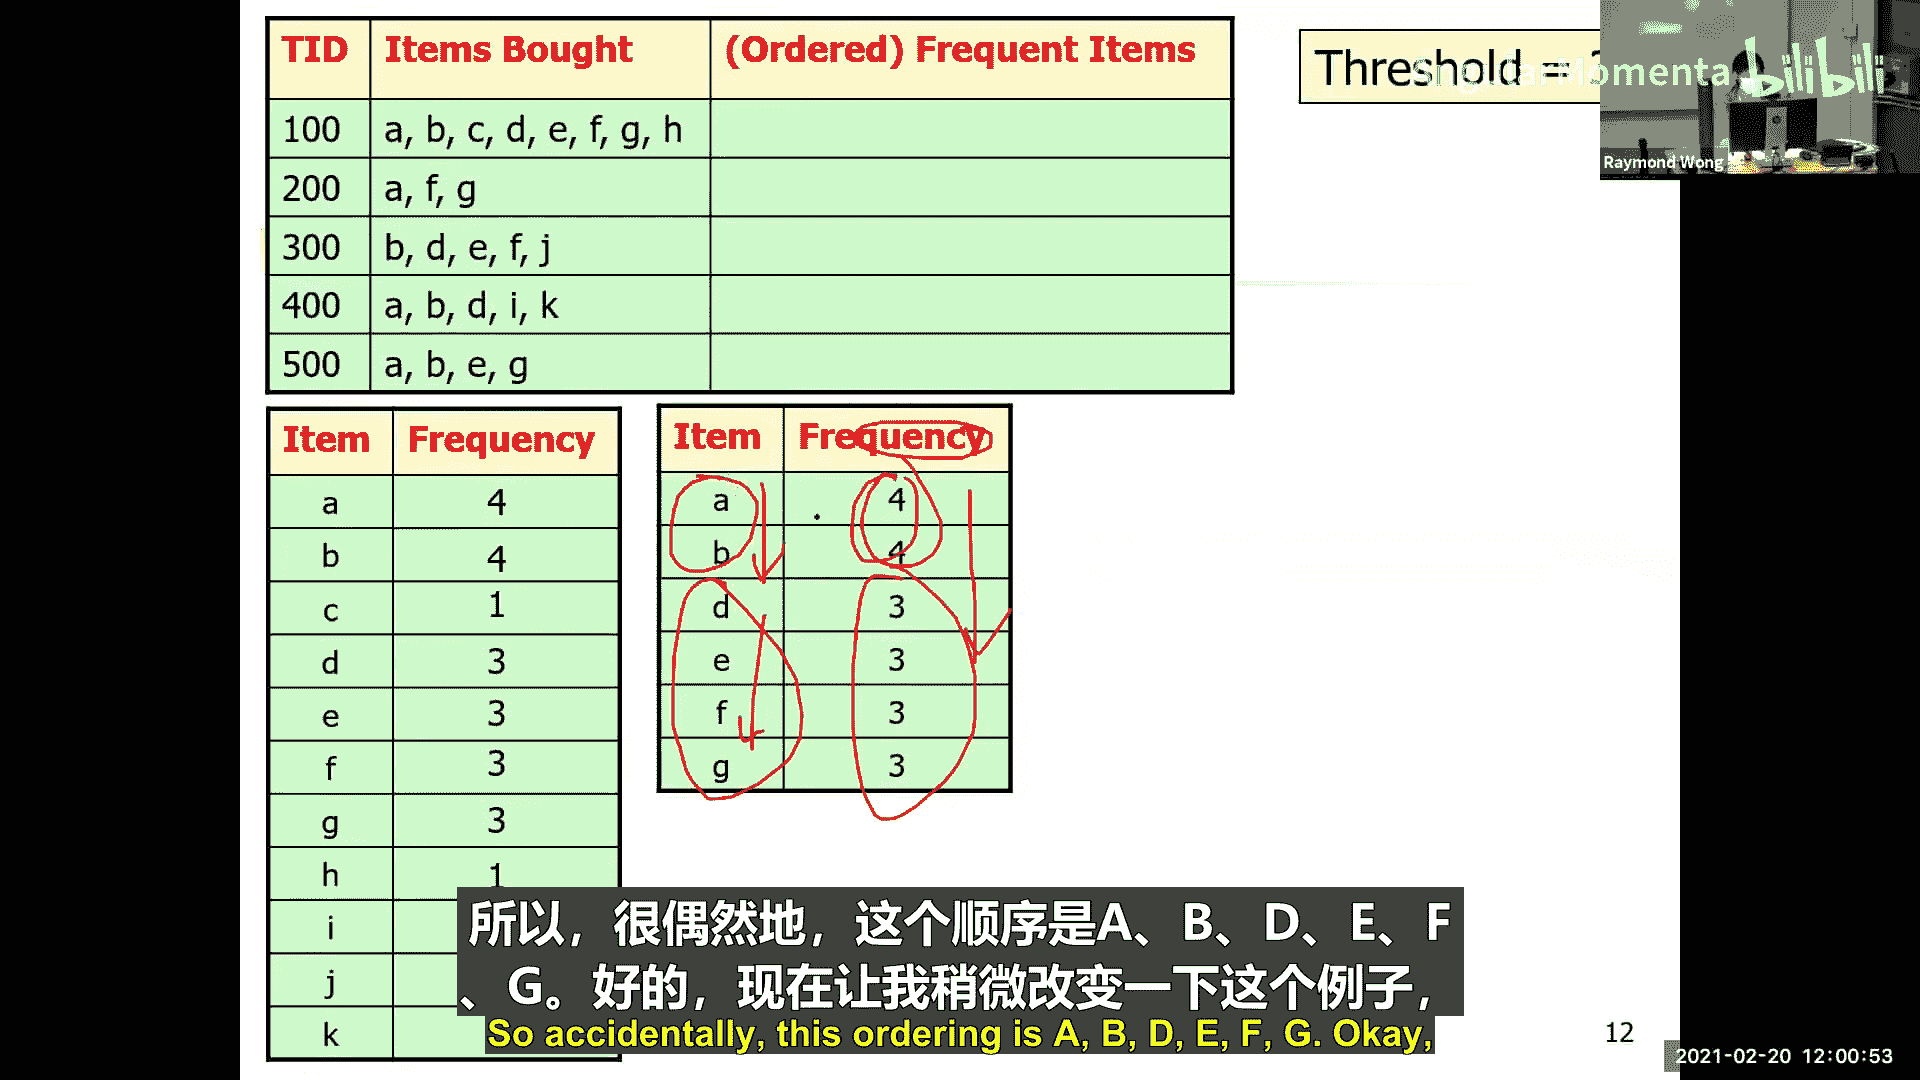 TID Items Bought (Ordered) Frequent Items
100 a, b, c, d, e, f, g, h
200 a, f, g
300 b, d, e, f, j
400 a, b, d, i, k
500 a, b, e, g
Threshold =
Momenta bilibili
Raymond Wong
Item Frequency
a 4
b 4
c 1
d 3
e 3
f 3
g 3
h 1
i
j
k
Item Frequency
a 4
b 4
d 3
e 3
f 3
g 3
所以，很偶然地，这个顺序是A、B、D、E、F
、G。好的，现在让我稍微改变一下这个例子，
So accidentally, this ordering is A, B, D, E, F, G. Okay,
12
2021-02-20 12:00:53